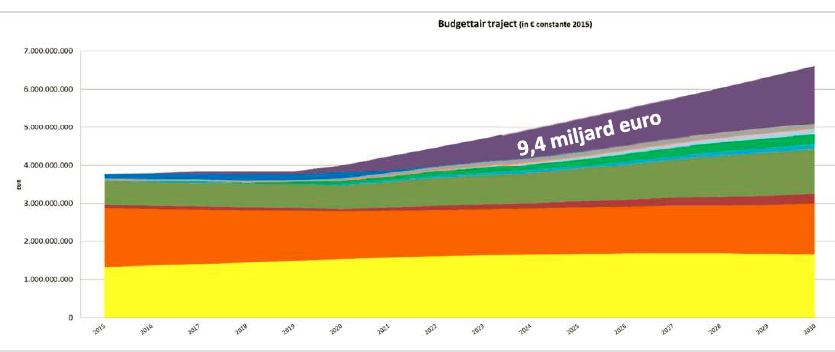 Budgettair traject (in € constante 2015)
7.000.000.000
6.000.000.000
5.000.000.000
4.000.000.000
3.000.000.000
2.000.000.000
1.000.000.000
0
EUR
9,4 miljard euro
2015 2016 2017 2018 2019 2020 2021 2022 2023 2024 2025 2026 2027 2028 2029 2030